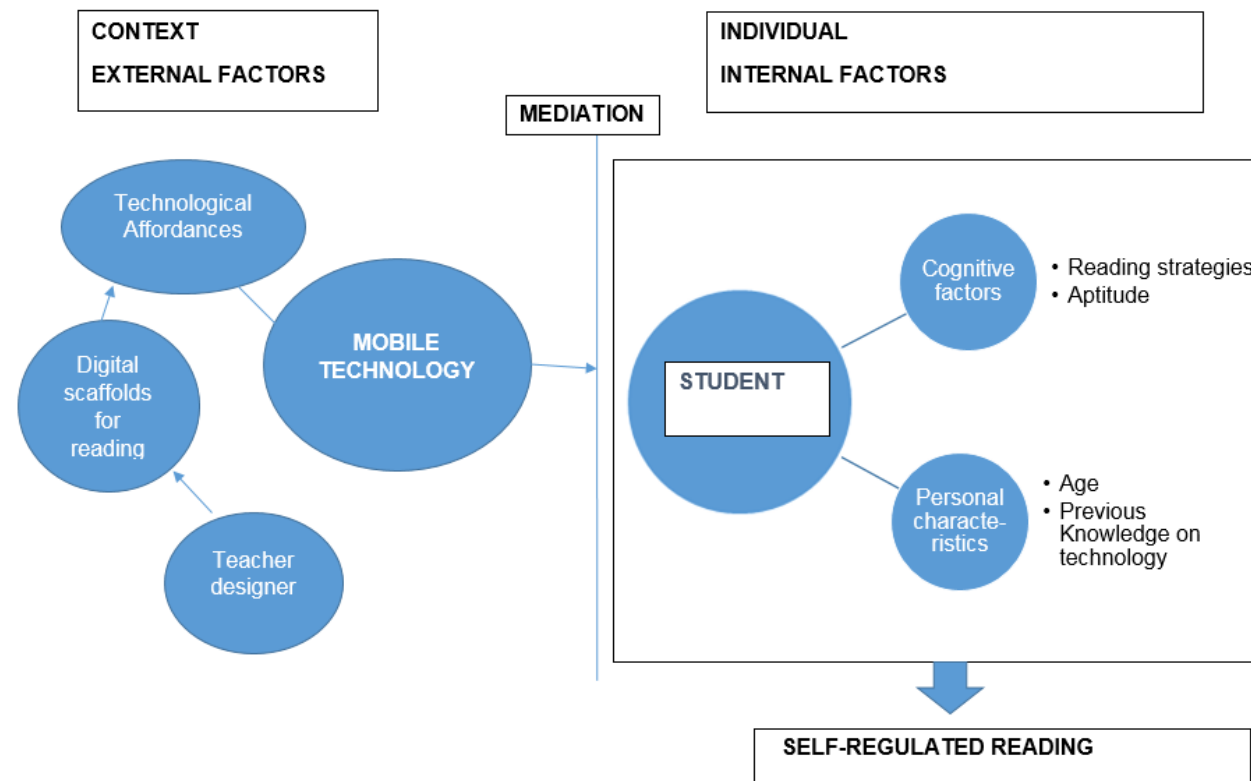 CONTEXT
EXTERNAL FACTORS
INDIVIDUAL
INTERNAL FACTORS
MEDIATION
Technological
Affordances
MOBILE
TECHNOLOGY
Digital
scaffolds
for
reading
Teacher
designer
STUDENT
Cognitive
factors
• Reading strategies
• Aptitude
Personal
characte-
ristics
• Age
• Previous
Knowledge on
technology
SELF-REGULATED READING